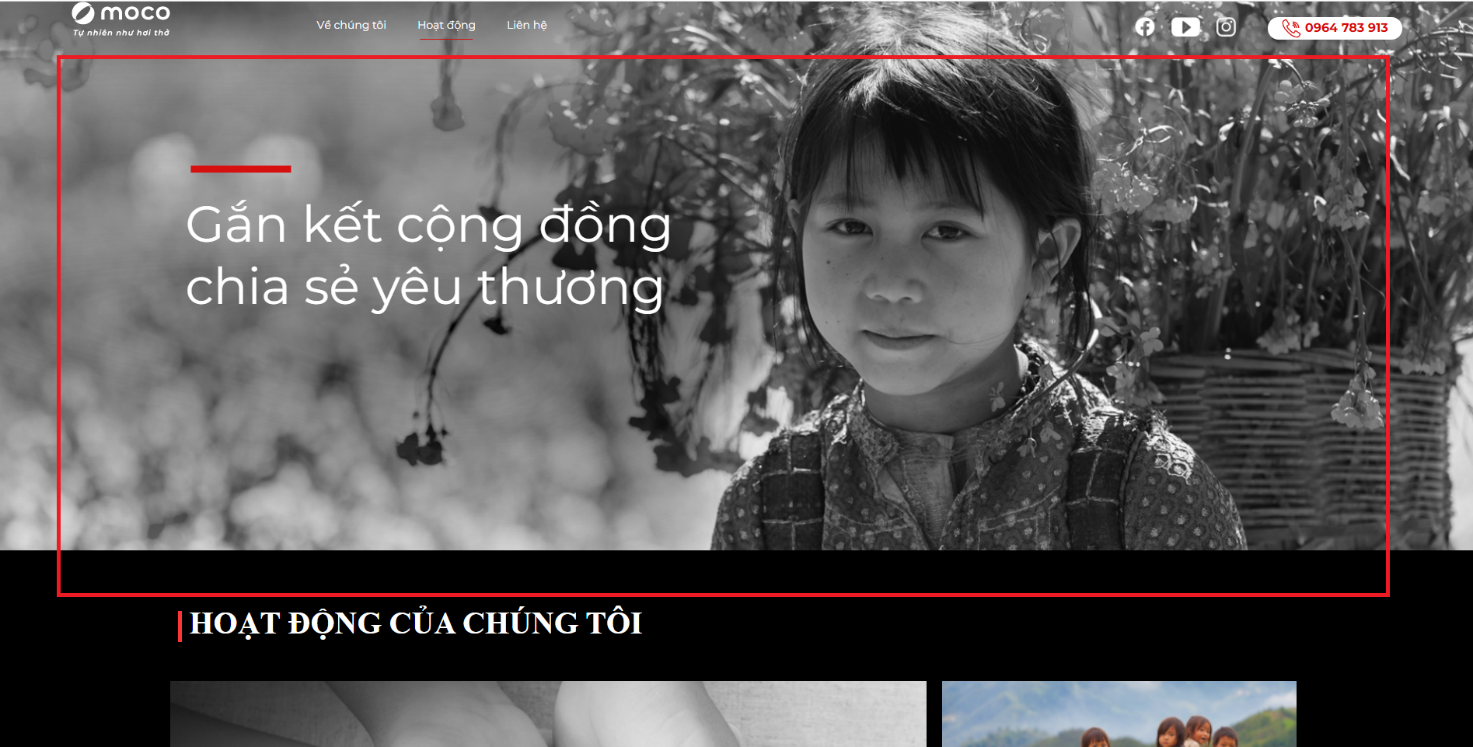 moco
Tự nhiên như hơi thở
Về chúng tôi
Hoạt động
Liên hệ
0964 783 913
Gắn kết cộng đồng
chia sẻ yêu thương
HOẠT ĐỘNG CỦA CHÚNG TÔI